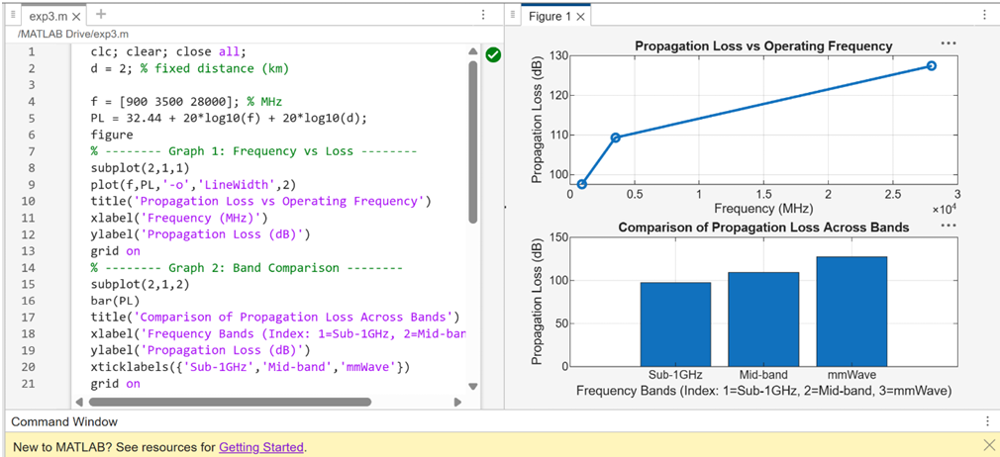 exp3.m × +
/MATLAB Drive/exp3.m
1 clc; clear; close all;
2 d = 2; % fixed distance (km)
3
4 f = [900 3500 28000]; % MHz
5 PL = 32.44 + 20*log10(f) + 20*log10(d);
6 figure
7 % -------- Graph 1: Frequency vs Loss --------
8 subplot(2,1,1)
9 plot(f,PL,'-o','LineWidth',2)
10 title('Propagation Loss vs Operating Frequency')
11 xlabel('Frequency (MHz)')
12 ylabel('Propagation Loss (dB)')
13 grid on
14 % -------- Graph 2: Band Comparison --------
15 subplot(2,1,2)
16 bar(PL)
17 title('Comparison of Propagation Loss Across Bands')
18 xlabel('Frequency Bands (Index: 1=Sub-1GHz, 2=Mid-bar
19 ylabel('Propagation Loss (dB)')
20 xticklabels({'Sub-1GHz','Mid-band','mmWave'})
21 grid on
Figure 1 ×
Propagation Loss vs Operating Frequency
Propagation Loss (dB)
130
120
110
100
0 0.5 1 1.5 2 2.5 3
Frequency (MHz)
×10⁴
Comparison of Propagation Loss Across Bands
Propagation Loss (dB)
150
100
50
0
Sub-1GHz Mid-band mmWave
Frequency Bands (Index: 1=Sub-1GHz, 2=Mid-band, 3=mmWave)
Command Window
New to MATLAB? See resources for Getting Started.